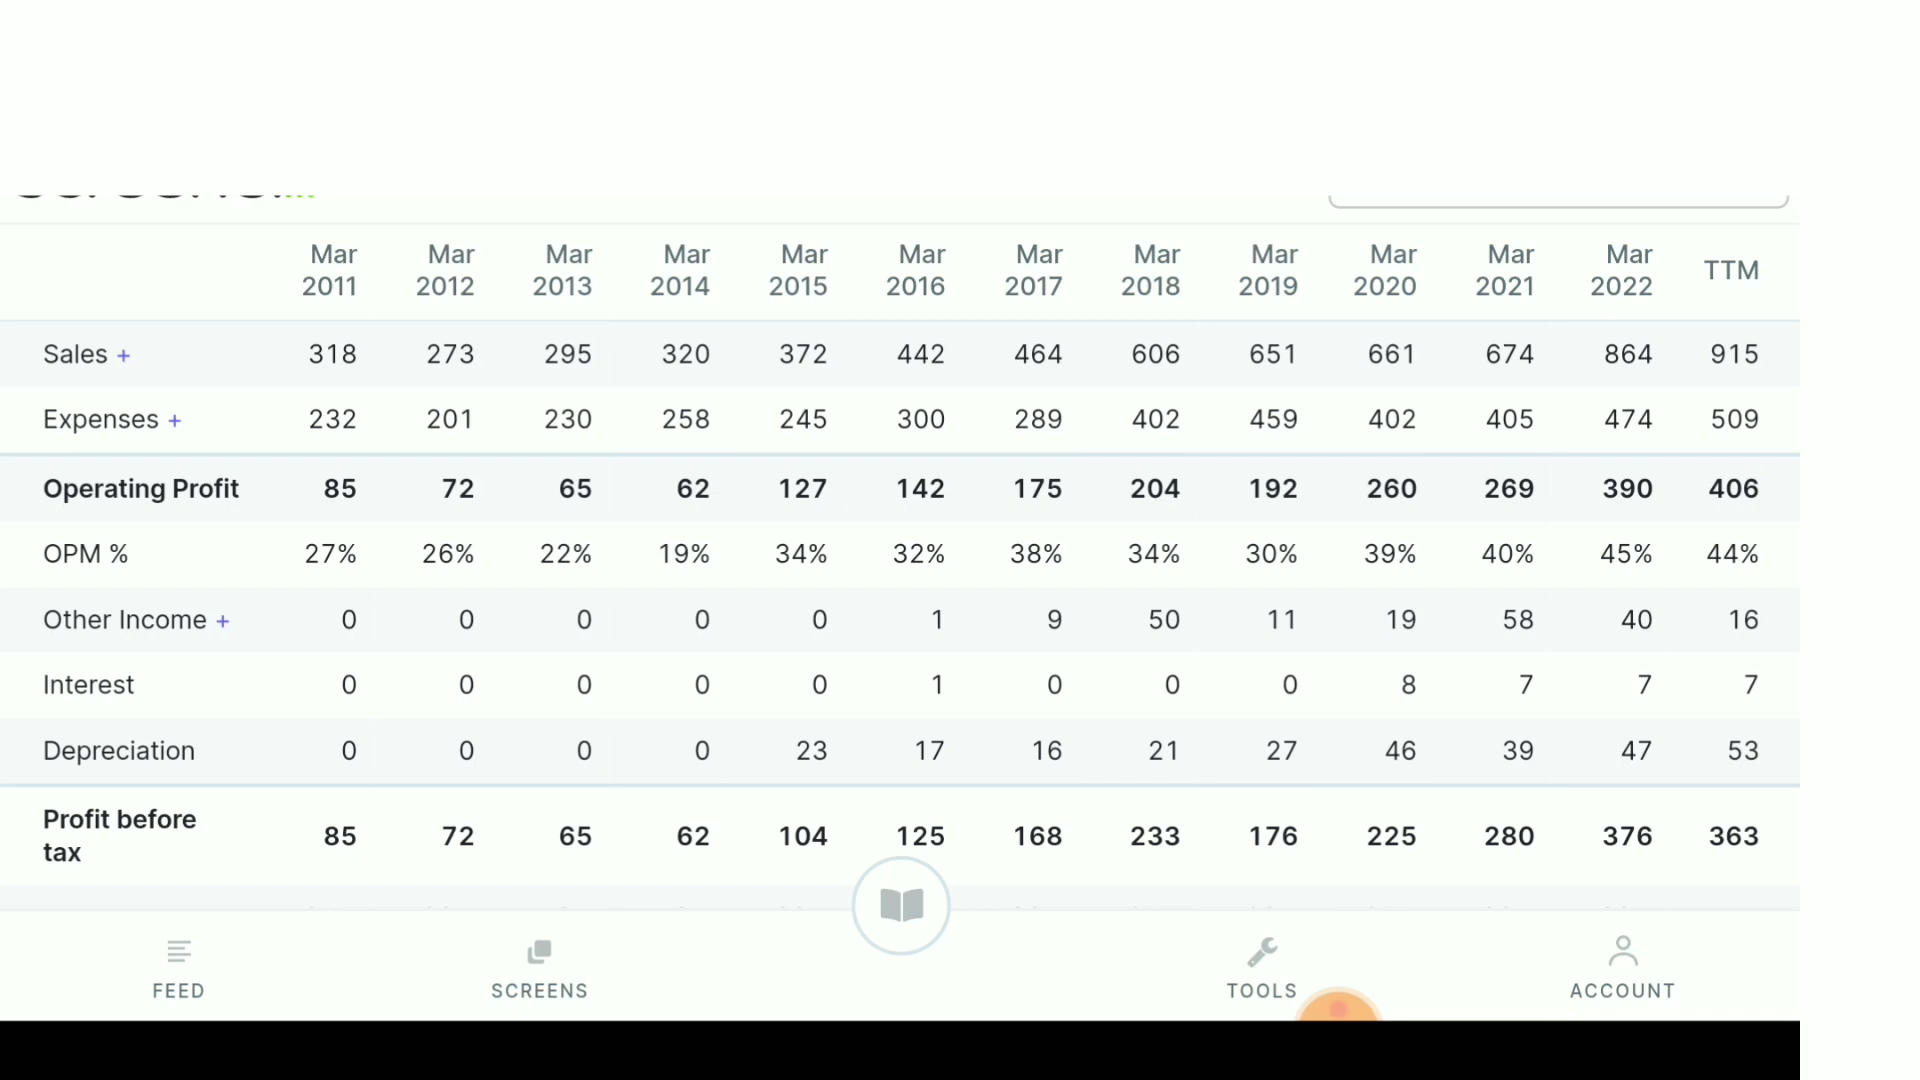 Mar 2011 Mar 2012 Mar 2013 Mar 2014 Mar 2015 Mar 2016 Mar 2017 Mar 2018 Mar 2019 Mar 2020 Mar 2021 Mar 2022 TTM
Sales + 318 273 295 320 372 442 464 606 651 661 674 864 915
Expenses + 232 201 230 258 245 300 289 402 459 402 405 474 509
Operating Profit 85 72 65 62 127 142 175 204 192 260 269 390 406
OPM % 27% 26% 22% 19% 34% 32% 38% 34% 30% 39% 40% 45% 44%
Other Income + 0 0 0 0 0 1 9 50 11 19 58 40 16
Interest 0 0 0 0 0 1 0 0 0 8 7 7 7
Depreciation 0 0 0 0 23 17 16 21 27 46 39 47 53
Profit before tax 85 72 65 62 104 125 168 233 176 225 280 376 363
FEED SCREENS TOOLS ACCOUNT